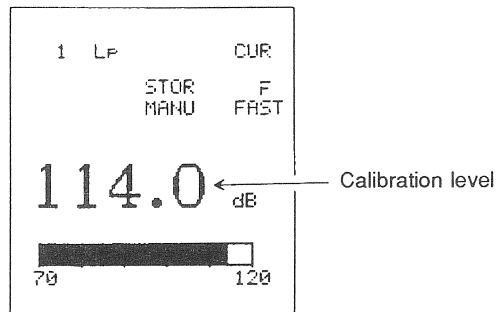 1 LP CUR
STOR F
MANU FAST
114.0 dB
Calibration level
70 120